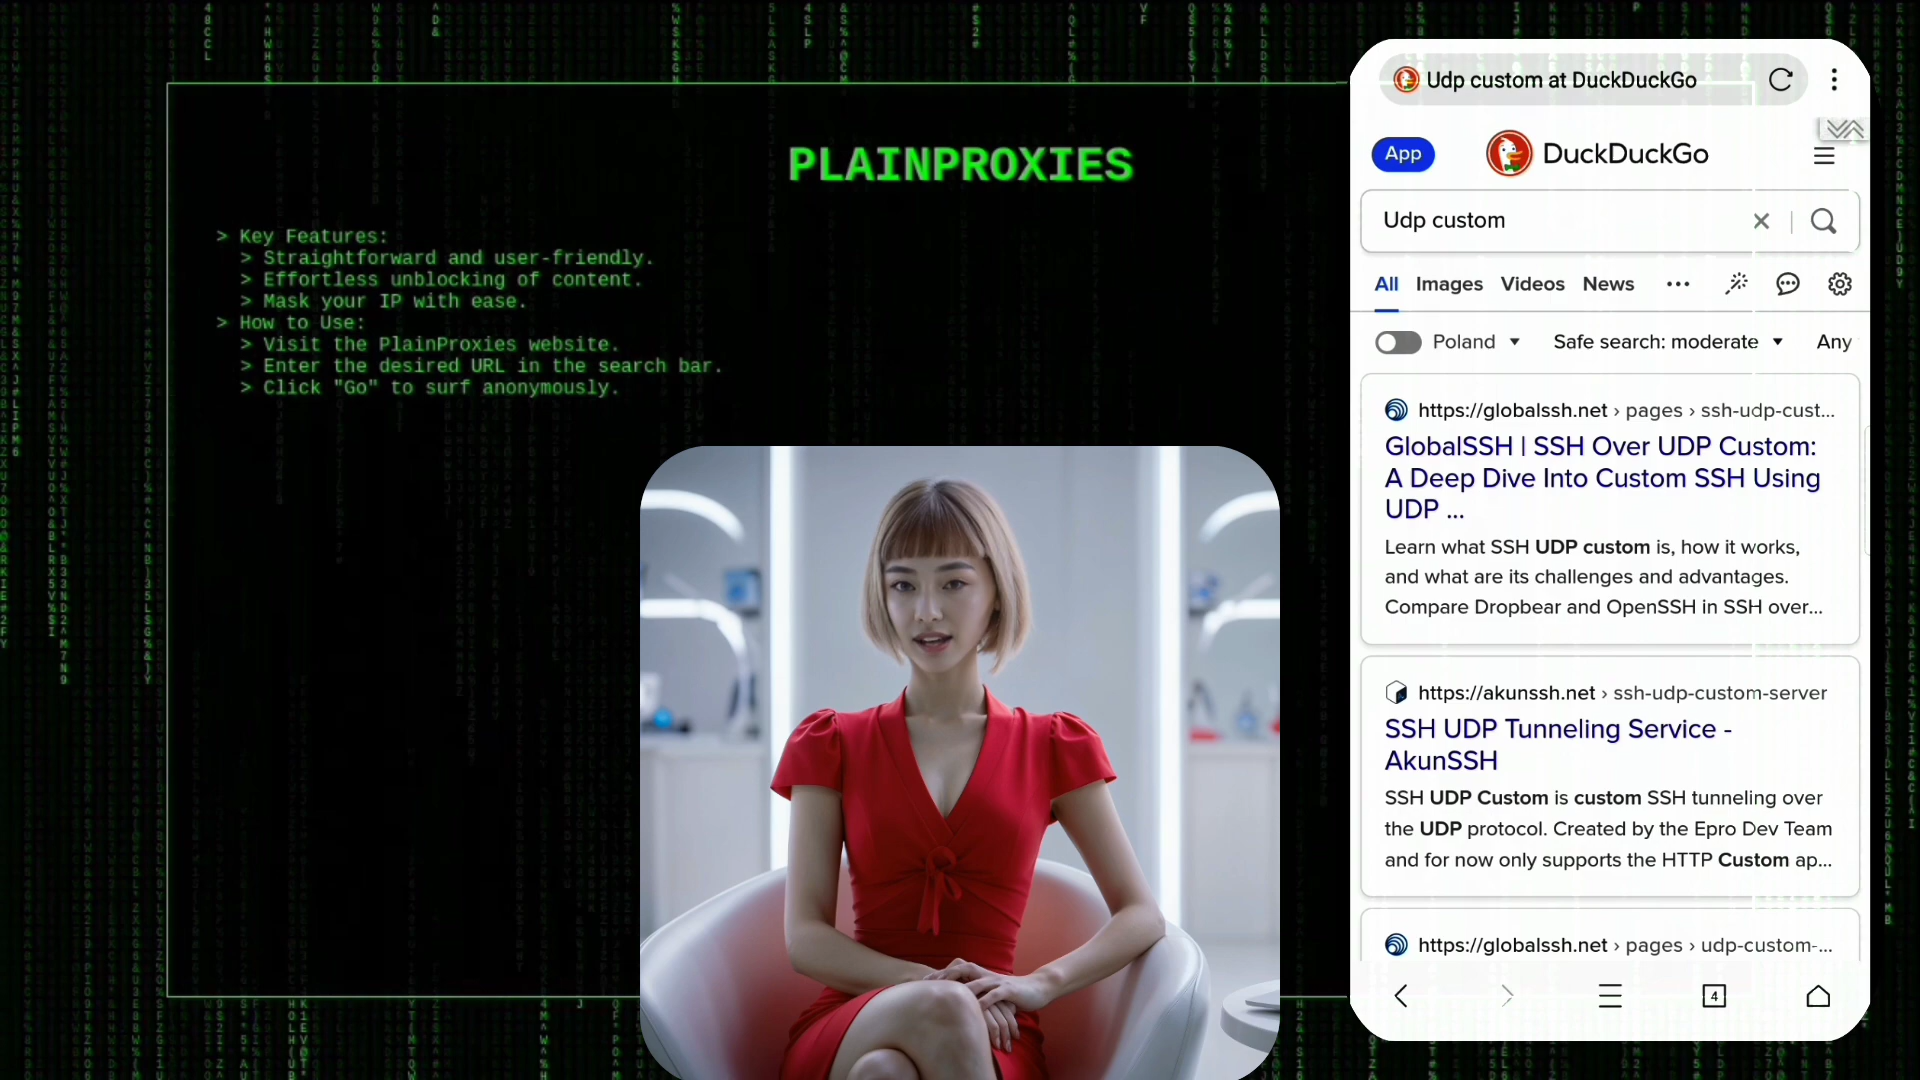 PLAINPROXIES
> Key Features:
> Straightforward and user-friendly.
> Effortless unblocking of content.
> Mask your IP with ease.
> How to Use:
> Visit the PlainProxies website.
> Enter the desired URL in the search bar.
> Click "Go" to surf anonymously.
Udp custom at DuckDuckGo
App
DuckDuckGo
Udp custom
All Images Videos News
Poland Safe search: moderate Any
https://globalssh.net › pages › ssh-udp-cust...
GlobalSSH | SSH Over UDP Custom:
A Deep Dive Into Custom SSH Using
UDP ...
Learn what SSH UDP custom is, how it works,
and what are its challenges and advantages.
Compare Dropbear and OpenSSH in SSH over...
https://akunssh.net › ssh-udp-custom-server
SSH UDP Tunneling Service -
AkunSSH
SSH UDP Custom is custom SSH tunneling over
the UDP protocol. Created by the Epro Dev Team
and for now only supports the HTTP Custom ap...
https://globalssh.net › pages › udp-custom-...
4